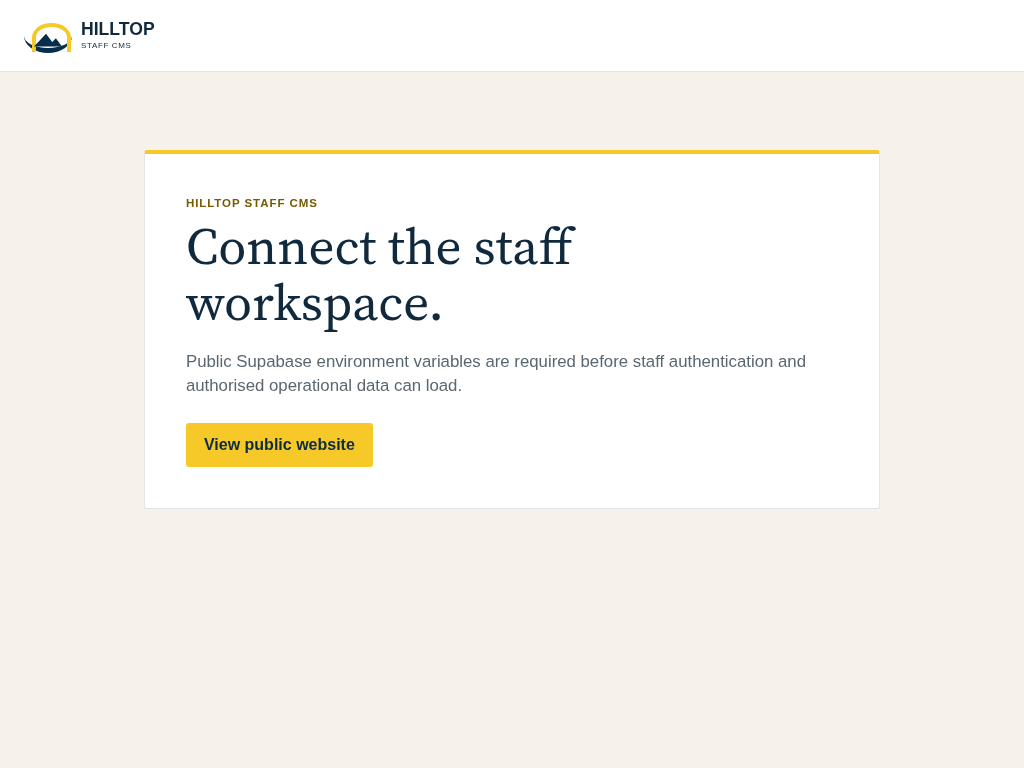 HILLTOP
STAFF CMS
HILLTOP STAFF CMS
Connect the staff
workspace.
Public Supabase environment variables are required before staff authentication and
authorised operational data can load.
View public website